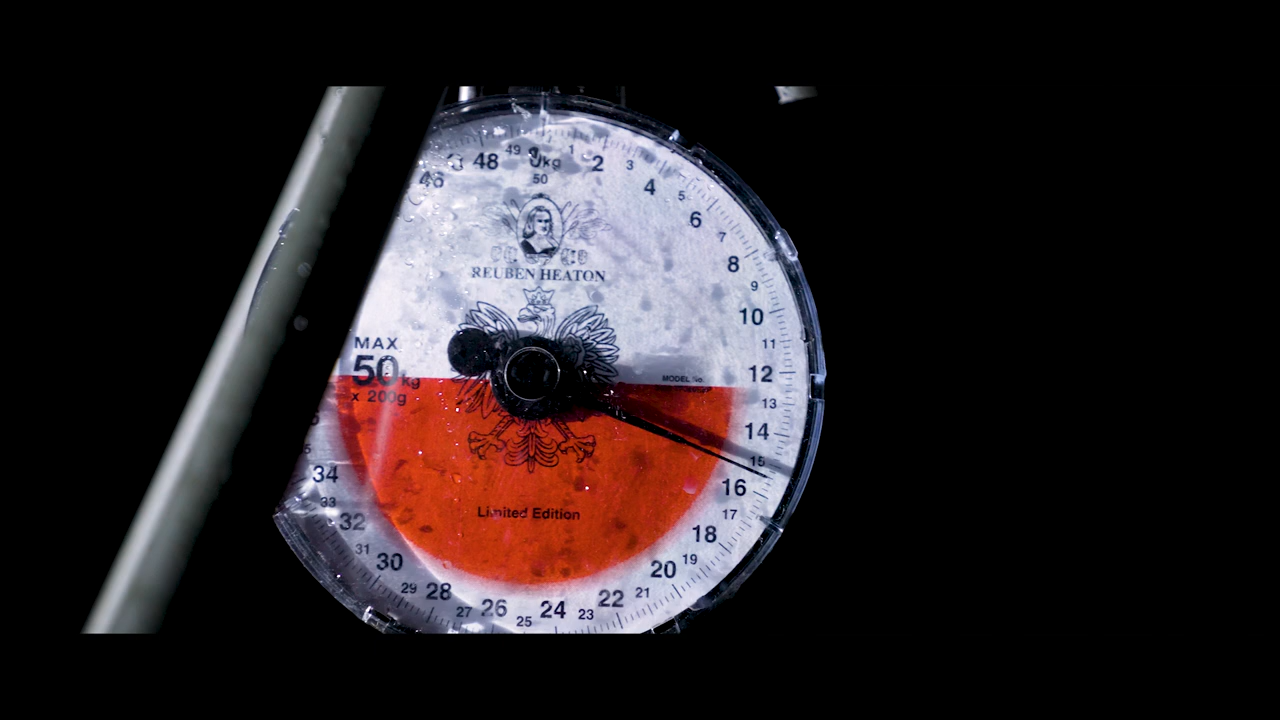 48 49 0kg 1 2 3 4 5 6 7 8 9 10 11 12 13 14 15 16 17 18 19 20 21 22 23 24 25 26 27 28 29 30 31 32 33 34
46
50
REUBEN HEATON
MAX
50kg
x 200g
MODEL No.
Limited Edition